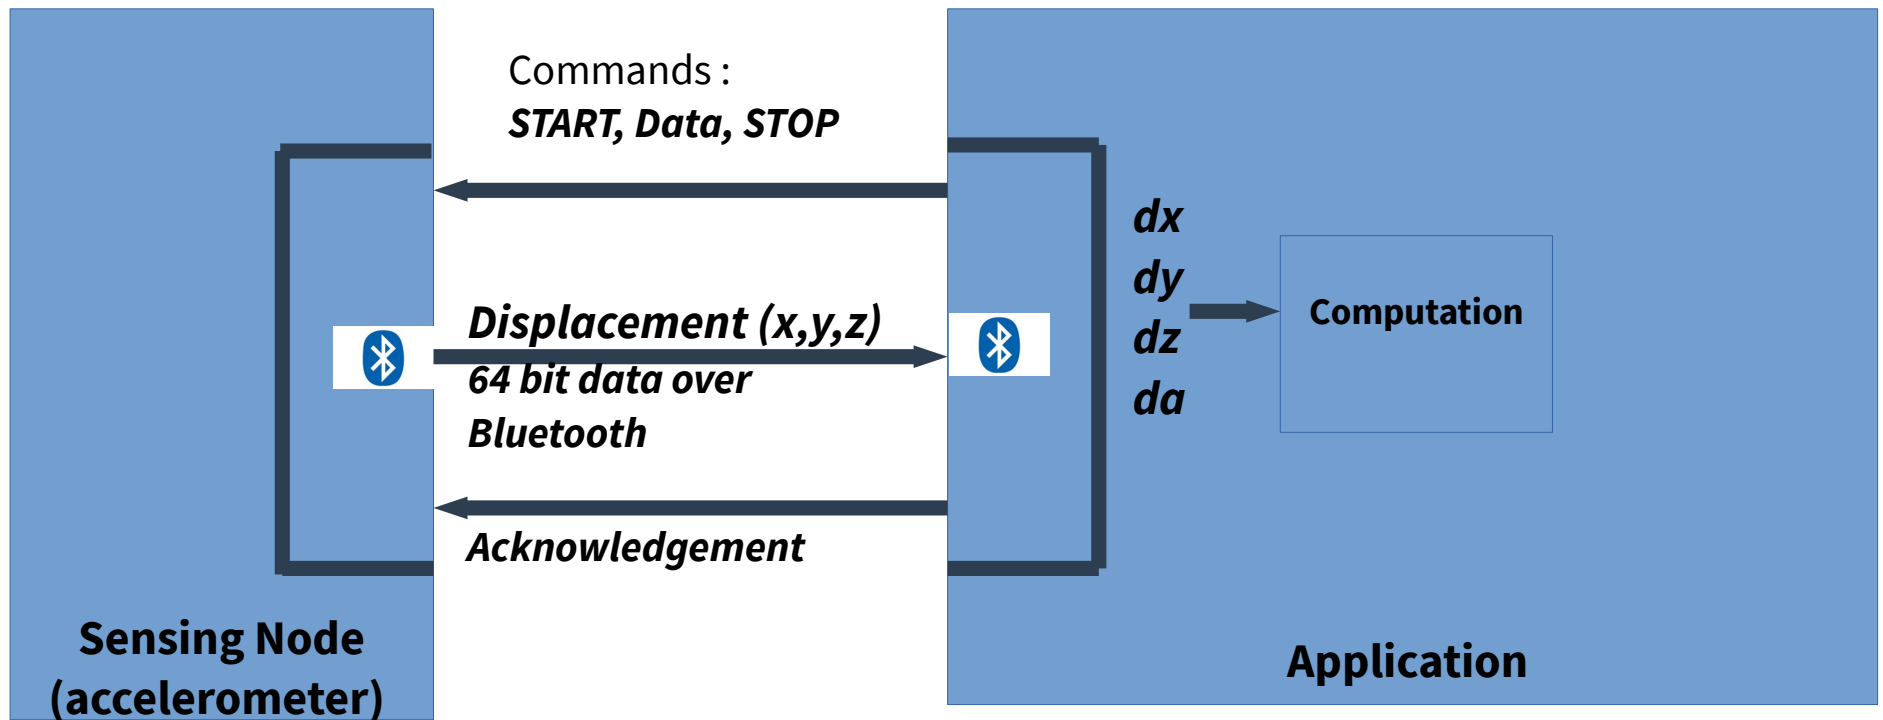 Commands :
START, Data, STOP
Displacement (x,y,z)
64 bit data over
Bluetooth
Acknowledgement
dx
dy
dz
da
Computation
Sensing Node
(accelerometer)
Application